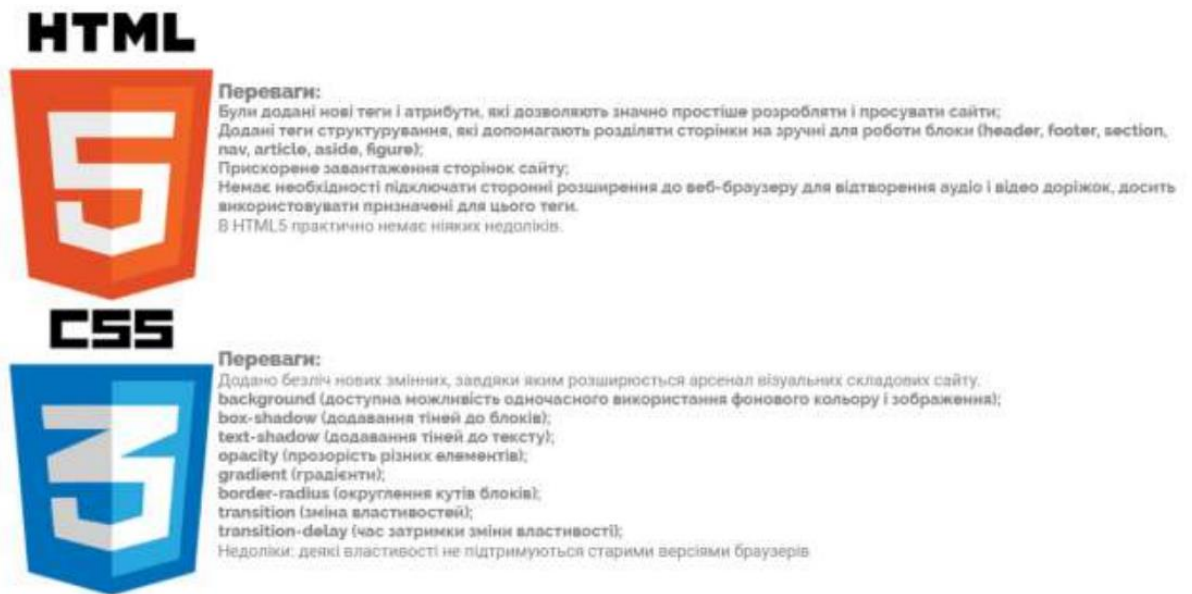 HTML
5
Переваги:
Були додані нові теги і атрибути, які дозволяють значно простіше розробляти і просувати сайти;
Додані теги структурування, які допомагають розділяти сторінки на зручні для роботи блоки (header, footer, section,
nav, article, aside, figure);
Прискорене завантаження сторінок сайту;
Немає необхідності підключати сторонні розширення до веб-браузеру для відтворення аудіо і відео доріжок, досить
використовувати призначені для цього теги.
В HTML5 практично немає ніяких недоліків.
CSS
3
Переваги:
Додано безліч нових змінних, завдяки яким розширюється арсенал візуальних складових сайту.
background (доступна можливість одночасного використання фонового кольору і зображення);
box-shadow (додавання тіней до блоків);
text-shadow (додавання тіней до тексту);
opacity (прозорість різних елементів);
gradient (градієнти);
border-radius (округлення кутів блоків);
transition (зміна властивостей);
transition-delay (час затримки зміни властивості);
Недоліки: деякі властивості не підтримуються старими версіями браузерів